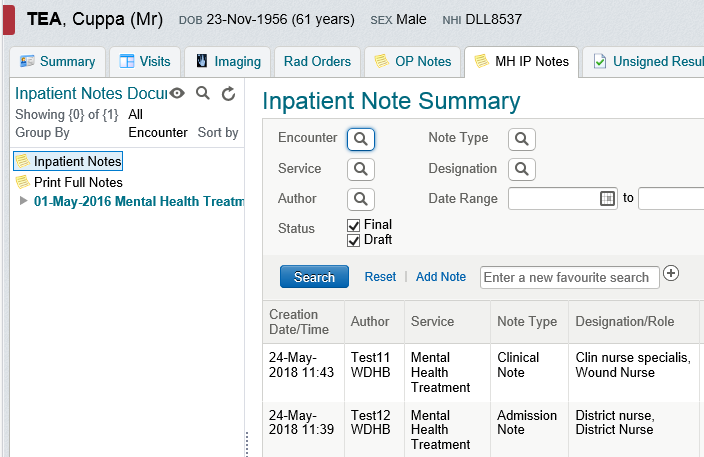 TEA, Cuppa (Mr) DOB 23-Nov-1956 (61 years) SEX Male NHI DLL8537
Summary Visits Imaging Rad Orders OP Notes MH IP Notes Unsigned Resul
Inpatient Notes Docu
Showing {0} of {1} All
Group By Encounter Sort by
Inpatient Notes
Print Full Notes
01-May-2016 Mental Health Treatm
Inpatient Note Summary
Encounter Note Type
Service Designation
Author Date Range to
Status Final
Draft
Search Reset Add Note Enter a new favourite search
Creation Date/Time Author Service Note Type Designation/Role
24-May-2018 11:43 Test11 WDHB Mental Health Treatment Clinical Note Clin nurse specialis, Wound Nurse
24-May-2018 11:39 Test12 WDHB Mental Health Treatment Admission Note District nurse, District Nurse